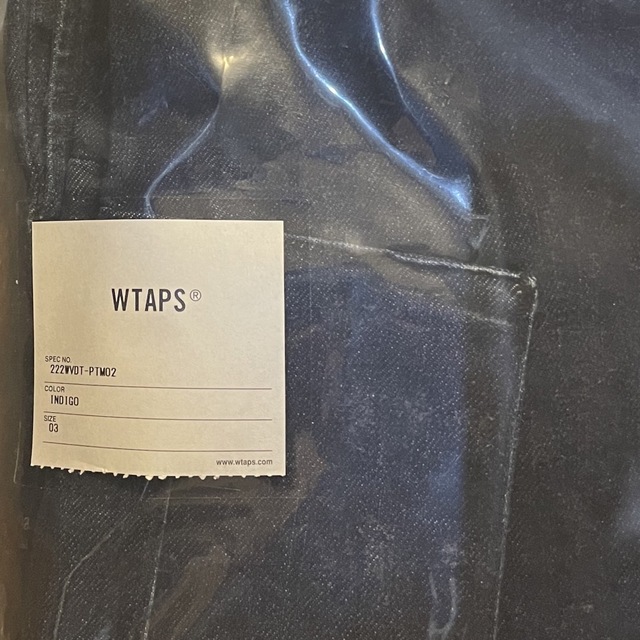 WTAPS®
SPEC NO.
222WVDT-PTM02
COLOR
INDIGO
SIZE
03
www.wtaps.com